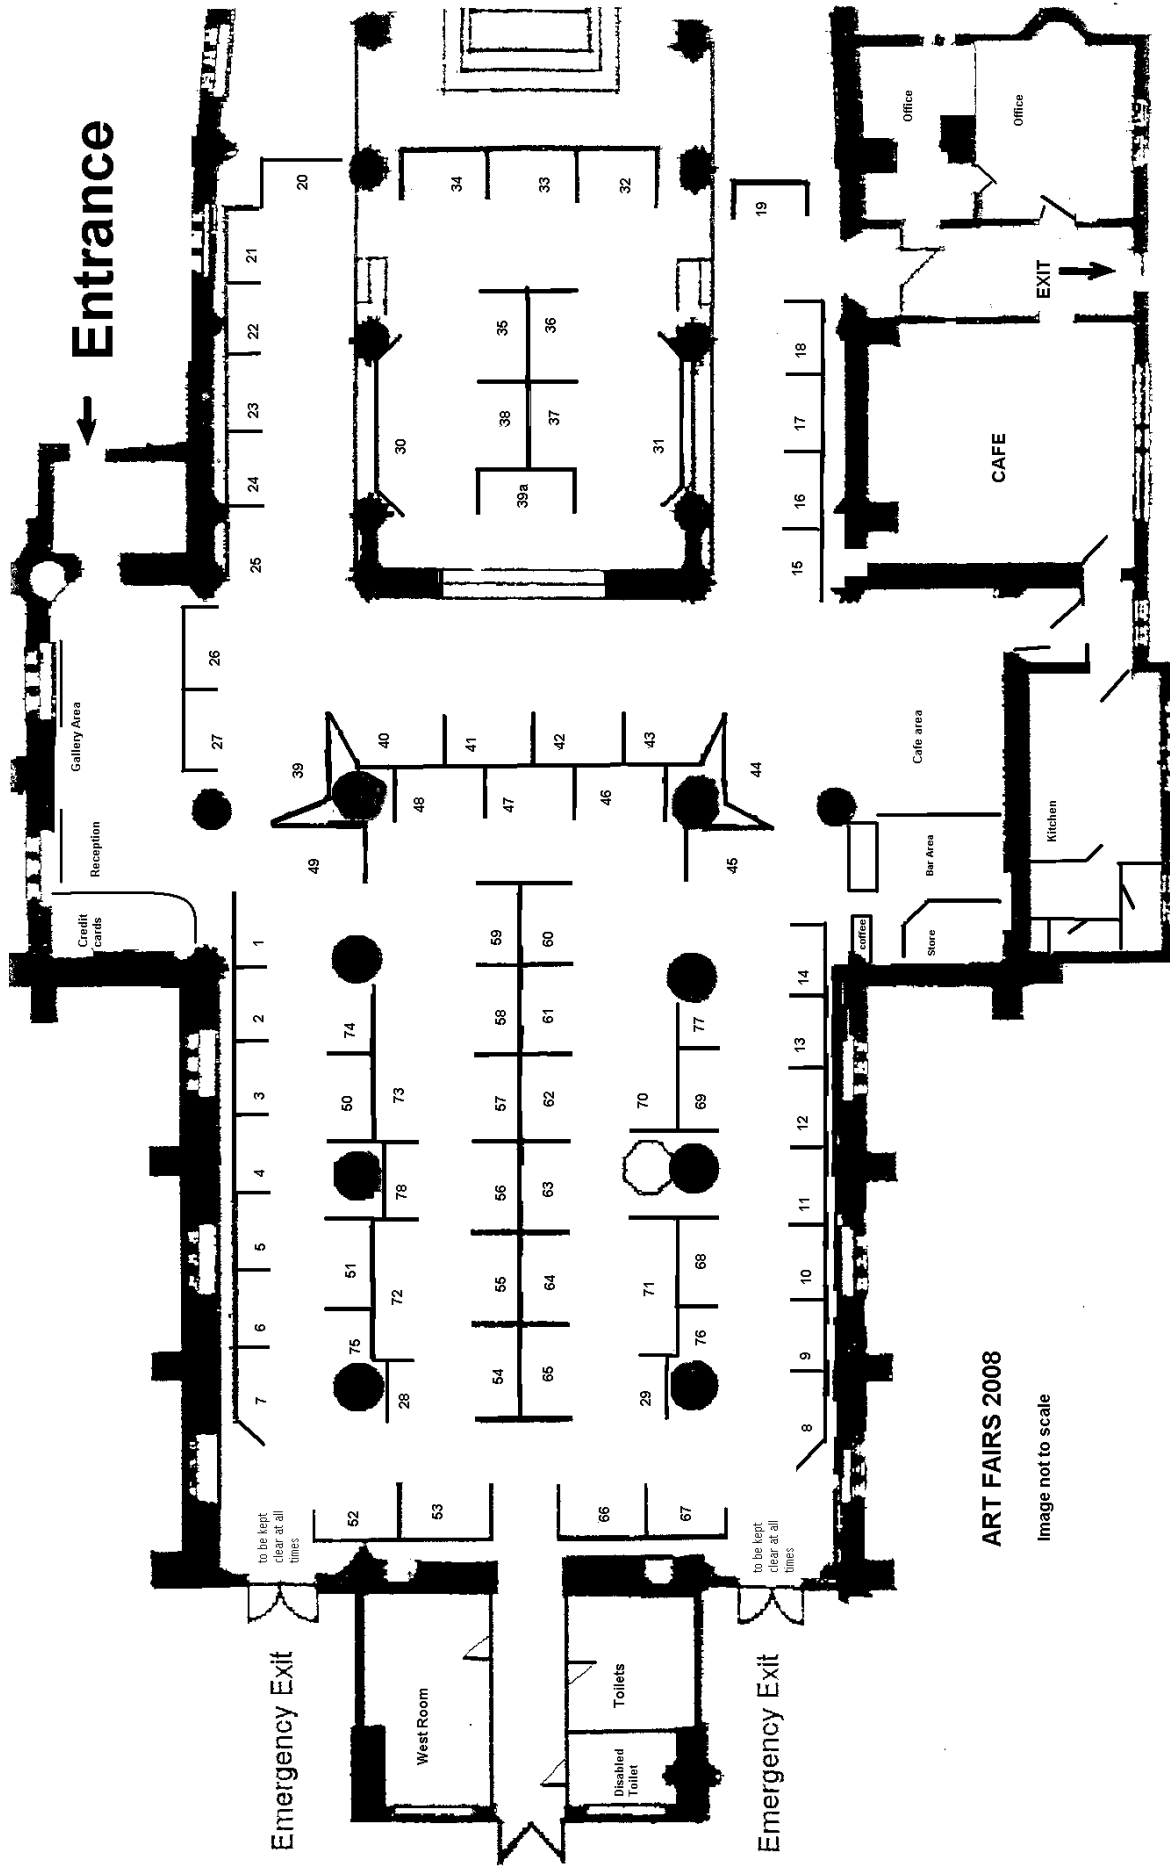 Entrance
20
21
22
23
24
25
34
33
32
19
Office
Office
EXIT
35
36
38
37
39a
30
31
18
17
16
15
CAFE
26
27
Gallery Area
Reception
Credit
cards
39
40
41
42
43
44
48
47
46
49
45
Cafe area
Bar Area
Kitchen
coffee
Store
1
2
3
4
5
6
7
74
50
73
78
51
72
75
28
59
60
58
61
57
62
56
63
55
64
54
65
77
70
69
71
68
76
29
14
13
12
11
10
9
8
52
53
66
67
to be kept
clear at all
times
to be kept
clear at all
times
Emergency Exit
Emergency Exit
West Room
Toilets
Disabled
Toilet
ART FAIRS 2008
Image not to scale